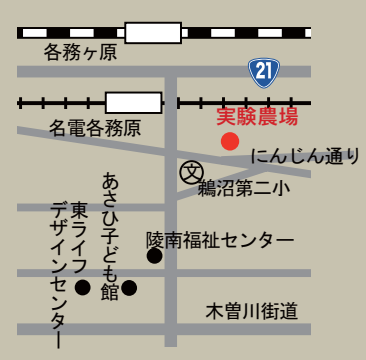 各務ヶ原
21
名電各務原
実験農場
にんじん通り
文
鵜沼第二小
あさひ子ども館
東ライフ
デザインセンター
陵南福祉センター
木曽川街道